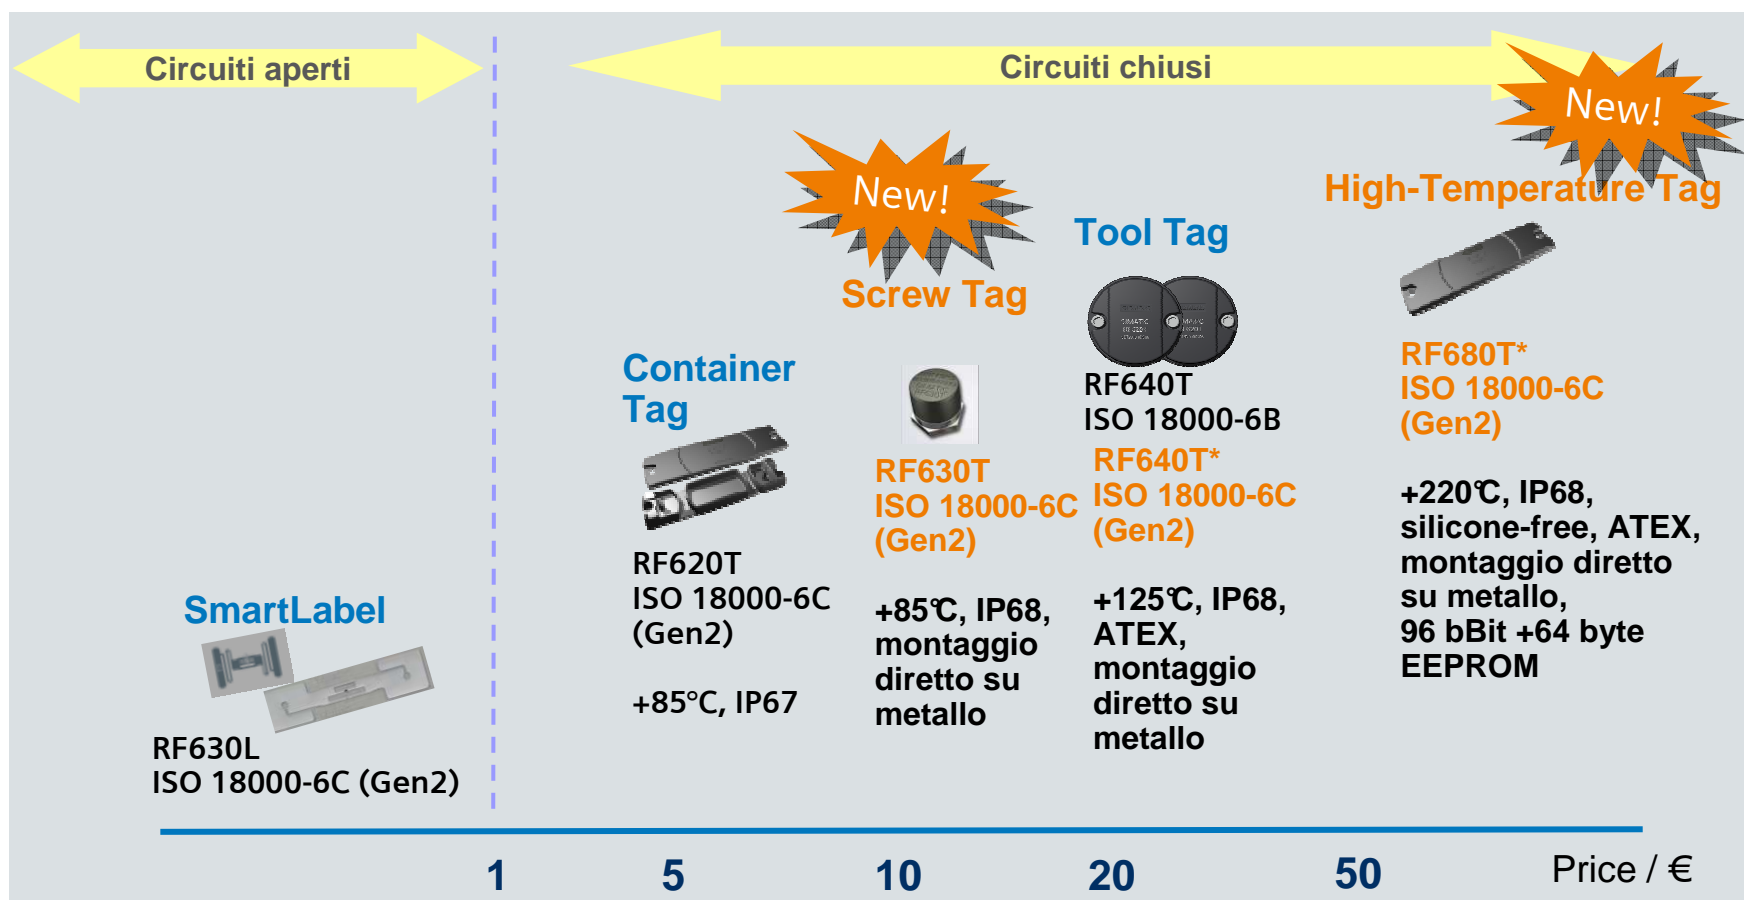 Circuiti aperti
Circuiti chiusi
New!
New!
High-Temperature Tag
Tool Tag
Screw Tag
Container
Tag
SmartLabel
RF630L
ISO 18000-6C (Gen2)
RF620T
ISO 18000-6C
(Gen2)
+85°C, IP67
RF630T
ISO 18000-6C
(Gen2)
+85°C, IP68,
montaggio
diretto su
metallo
RF640T
ISO 18000-6B
RF640T*
ISO 18000-6C
(Gen2)
+125°C, IP68,
ATEX,
montaggio
diretto su
metallo
RF680T*
ISO 18000-6C
(Gen2)
+220°C, IP68,
silicone-free, ATEX,
montaggio diretto
su metallo,
96 bBit +64 byte
EEPROM
1 5 10 20 50 Price / €